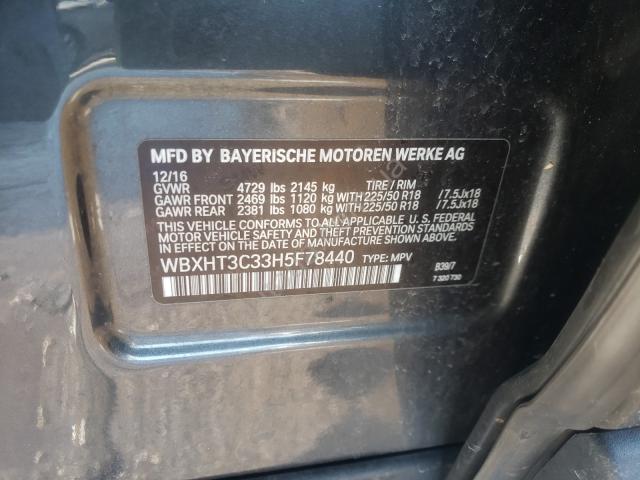 MFD BY BAYERISCHE MOTOREN WERKE AG
12/16
GVWR 4729 lbs 2145 kg TIRE / RIM
GAWR FRONT 2469 lbs 1120 kg WITH 225/50 R18 /7.5Jx18
GAWR REAR 2381 lbs 1080 kg WITH 225/50 R18 /7.5Jx18
THIS VEHICLE CONFORMS TO ALL APPLICABLE U. S. FEDERAL
MOTOR VEHICLE SAFETY AND THEFT PREVENTION STANDARDS
IN EFFECT ON THE DATE OF MANUFACTURE SHOWN ABOVE.
WBXHT3C33H5F78440 TYPE: MPV
B39/7
7 320 730